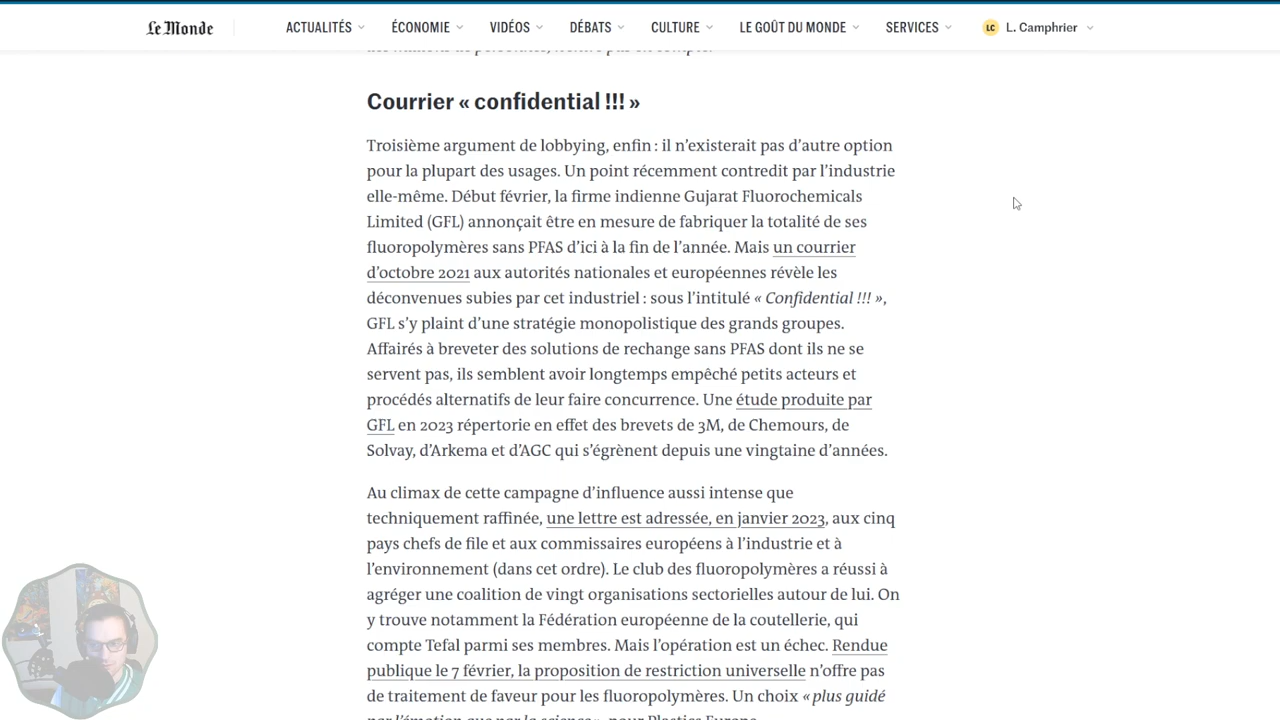 Le Monde
ACTUALITÉS
ÉCONOMIE
VIDÉOS
DÉBATS
CULTURE
LE GOÛT DU MONDE
SERVICES
LC
L. Camphrier
Courrier « confidential !!! »
Troisième argument de lobbying, enfin : il n’existerait pas d’autre option
pour la plupart des usages. Un point récemment contredit par l’industrie
elle-même. Début février, la firme indienne Gujarat Fluorochemicals
Limited (GFL) annonçait être en mesure de fabriquer la totalité de ses
fluoropolymères sans PFAS d’ici à la fin de l’année. Mais un courrier
d’octobre 2021 aux autorités nationales et européennes révèle les
déconvenues subies par cet industriel : sous l’intitulé « Confidential !!! »,
GFL s’y plaint d’une stratégie monopolistique des grands groupes.
Affairés à breveter des solutions de rechange sans PFAS dont ils ne se
servent pas, ils semblent avoir longtemps empêché petits acteurs et
procédés alternatifs de leur faire concurrence. Une étude produite par
GFL en 2023 répertorie en effet des brevets de 3M, de Chemours, de
Solvay, d’Arkema et d’AGC qui s’égrènent depuis une vingtaine d’années.
Au climax de cette campagne d’influence aussi intense que
techniquement raffinée, une lettre est adressée, en janvier 2023, aux cinq
pays chefs de file et aux commissaires européens à l’industrie et à
l’environnement (dans cet ordre). Le club des fluoropolymères a réussi à
agréger une coalition de vingt organisations sectorielles autour de lui. On
y trouve notamment la Fédération européenne de la coutellerie, qui
compte Tefal parmi ses membres. Mais l’opération est un échec. Rendue
publique le 7 février, la proposition de restriction universelle n’offre pas
de traitement de faveur pour les fluoropolymères. Un choix « plus guidé
par l’émotion que par la science », pour Plastics Europe.